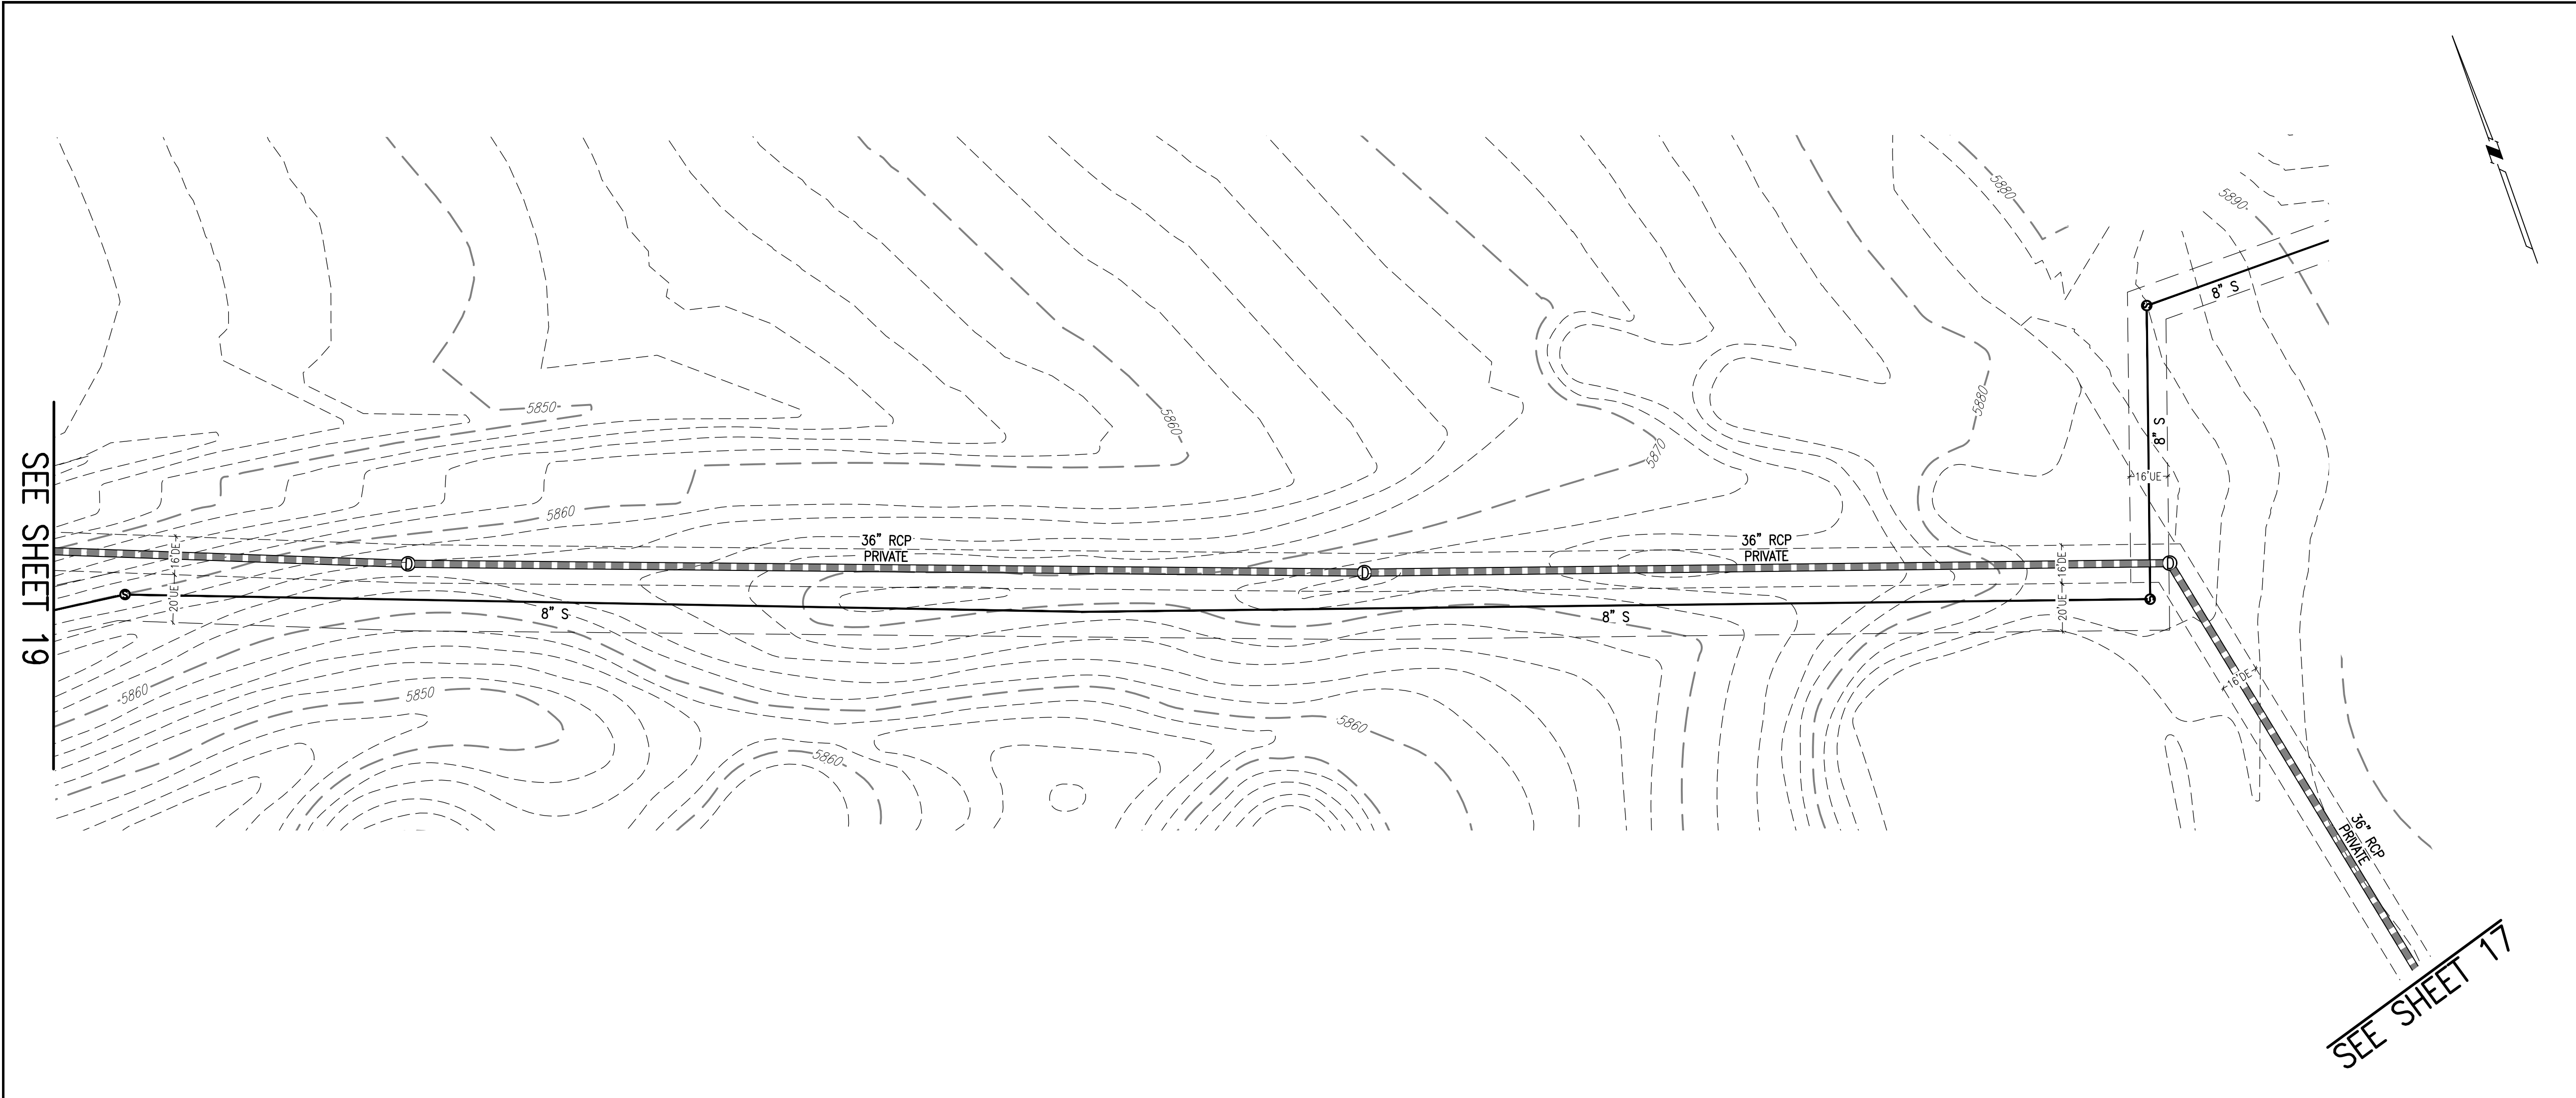 5880
5890-
8" S
5850-
5860-
5880
8" S
5870
16'UE
SEE SHEET 19
5860
36" RCP
PRIVATE
36" RCP
PRIVATE
16'DE
20'UE
16'DE
20'UE
S
D
D
D
S
S
S
8" S
8" S
16'DE
-5860
5850
5860-
5860
36" RCP
PRIVATE
SEE SHEET 17